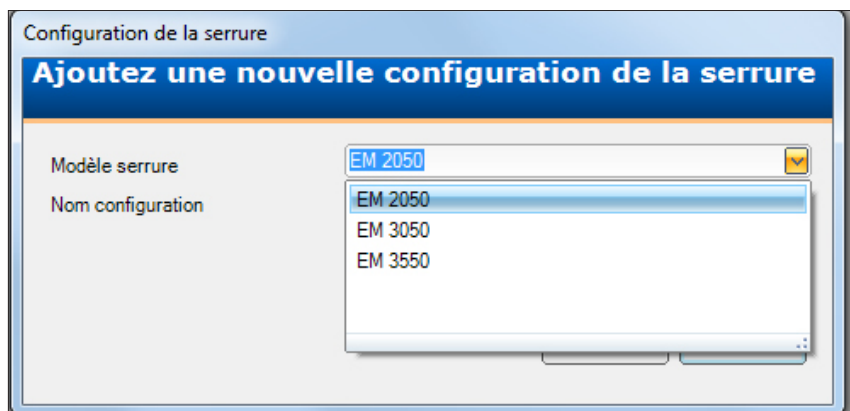 Configuration de la serrure
Ajoutez une nouvelle configuration de la serrure
Modèle serrure
EM 2050
Nom configuration
EM 2050
EM 3050
EM 3550